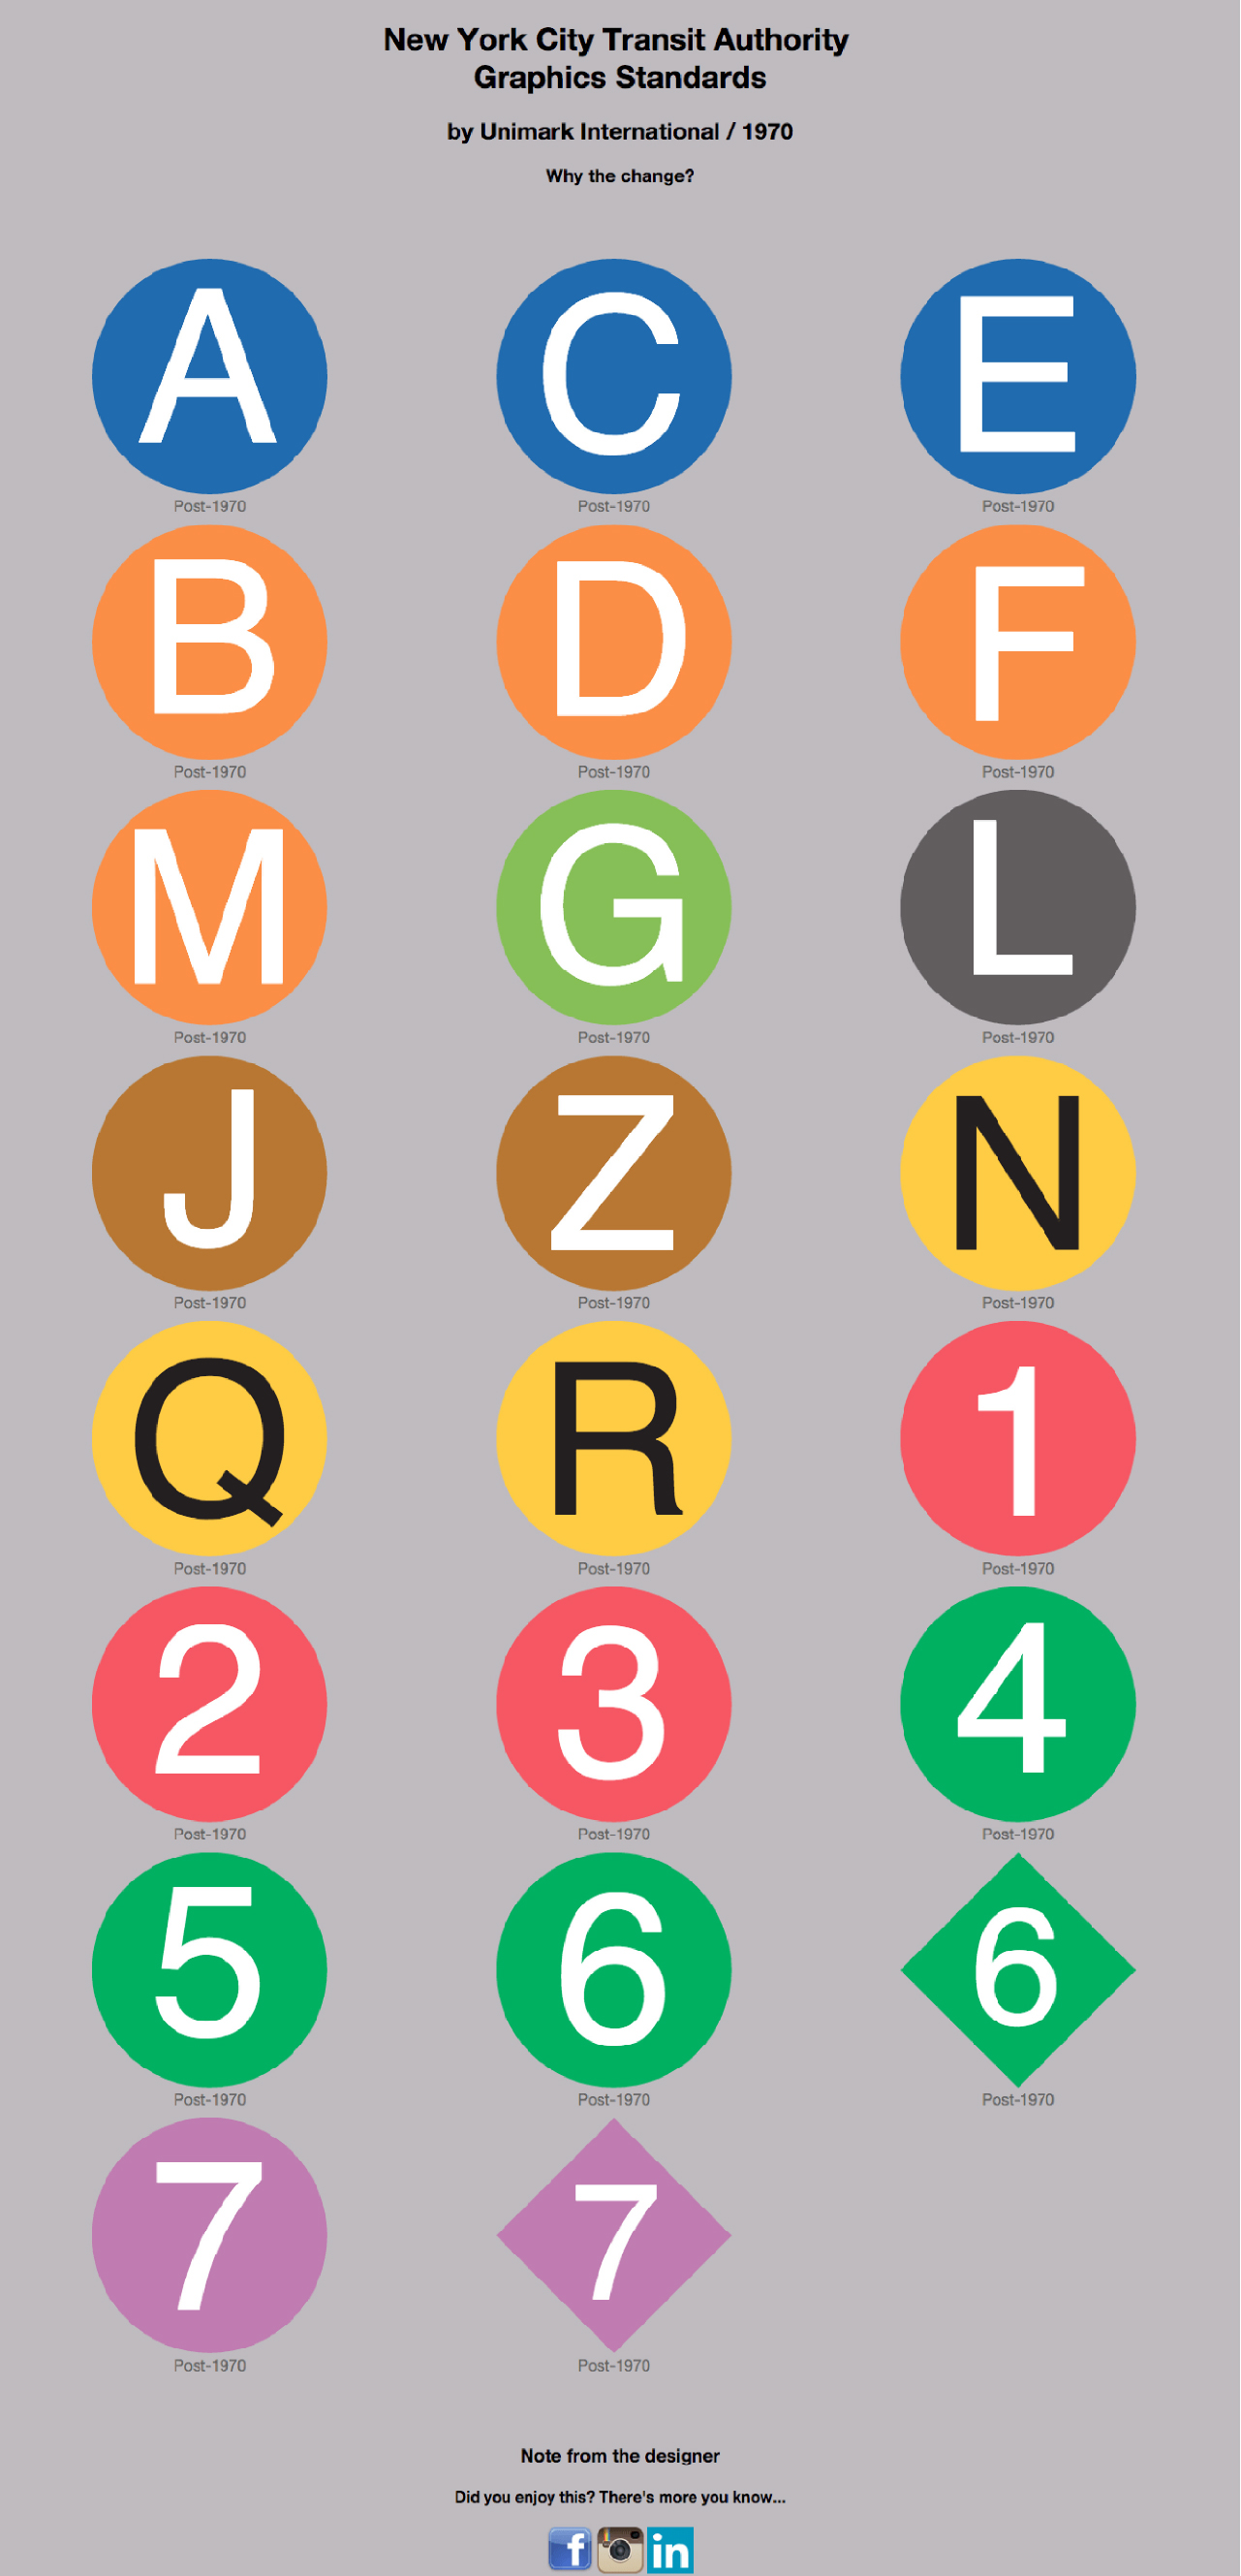 New York City Transit Authority
Graphics Standards
by Unimark International / 1970
Why the change?
A C E
Post-1970 Post-1970 Post-1970
B D F
Post-1970 Post-1970 Post-1970
M G L
Post-1970 Post-1970 Post-1970
J Z N
Post-1970 Post-1970 Post-1970
Q R 1
Post-1970 Post-1970 Post-1970
2 3 4
Post-1970 Post-1970 Post-1970
5 6 6
Post-1970 Post-1970 Post-1970
7 7
Post-1970 Post-1970
Note from the designer
Did you enjoy this? There's more you know...
f in